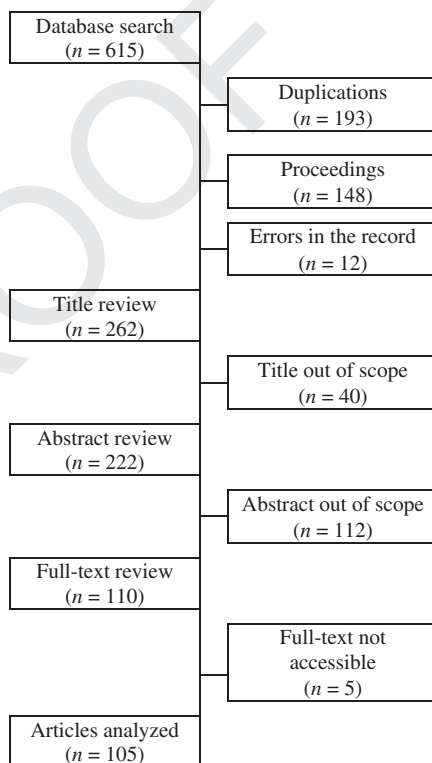 Database search
(n = 615)
Duplications
(n = 193)
Proceedings
(n = 148)
Errors in the record
(n = 12)
Title review
(n = 262)
Title out of scope
(n = 40)
Abstract review
(n = 222)
Abstract out of scope
(n = 112)
Full-text review
(n = 110)
Full-text not
accessible
(n = 5)
Articles analyzed
(n = 105)